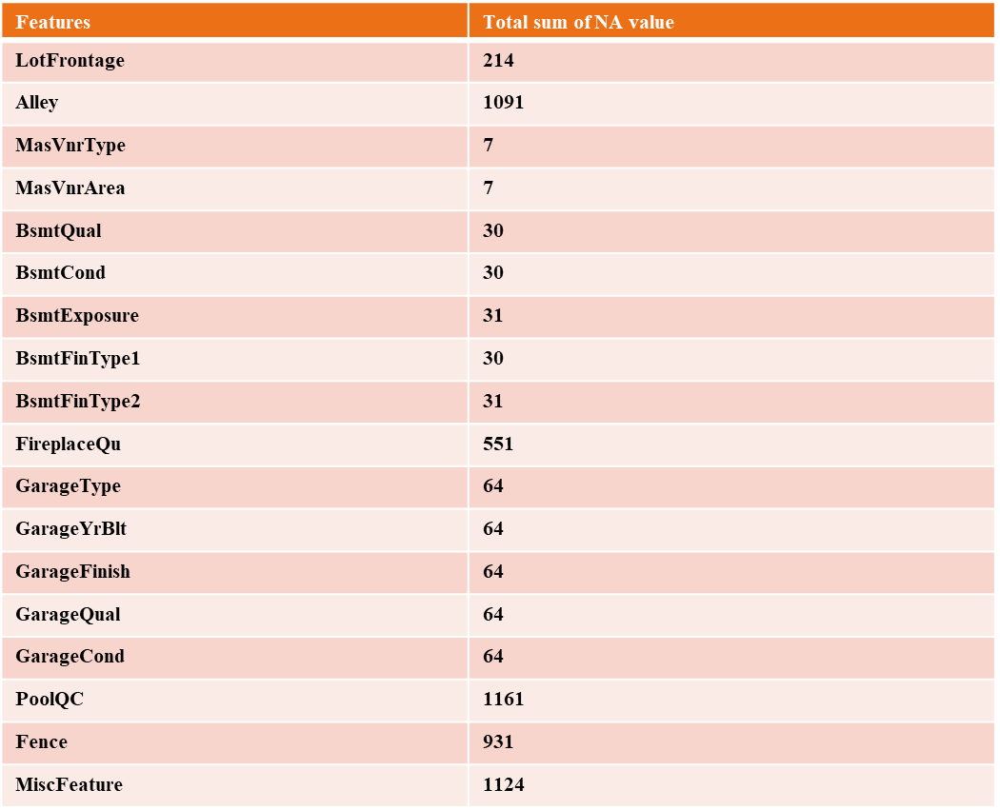 Features Total sum of NA value
LotFrontage 214
Alley 1091
MasVnrType 7
MasVnrArea 7
BsmtQual 30
BsmtCond 30
BsmtExposure 31
BsmtFinType1 30
BsmtFinType2 31
FireplaceQu 551
GarageType 64
GarageYrBlt 64
GarageFinish 64
GarageQual 64
GarageCond 64
PoolQC 1161
Fence 931
MiscFeature 1124